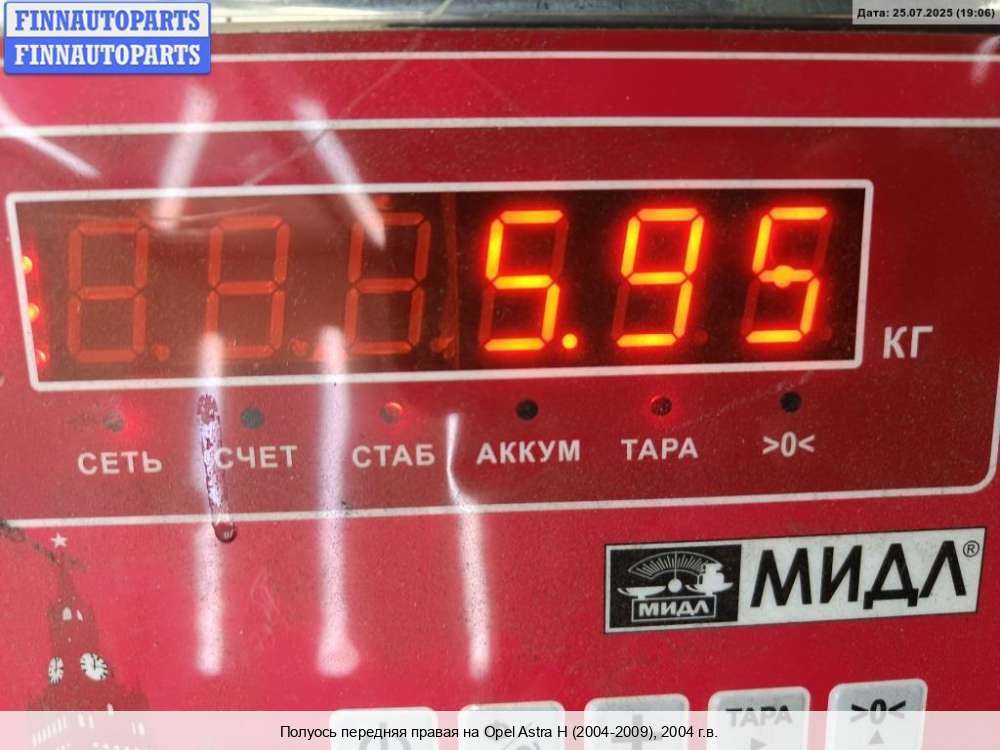 FINNAUTOPARTS
FINNAUTOPARTS
Дата: 25.07.2025 (19:06)
5.95
КГ
СЕТЬ СЧЕТ СТАБ АККУМ ТАРА >0<
МИДЛ МИДЛ®
ТАРА >0<
Полуось передняя правая на Opel Astra H (2004-2009), 2004 г.в.